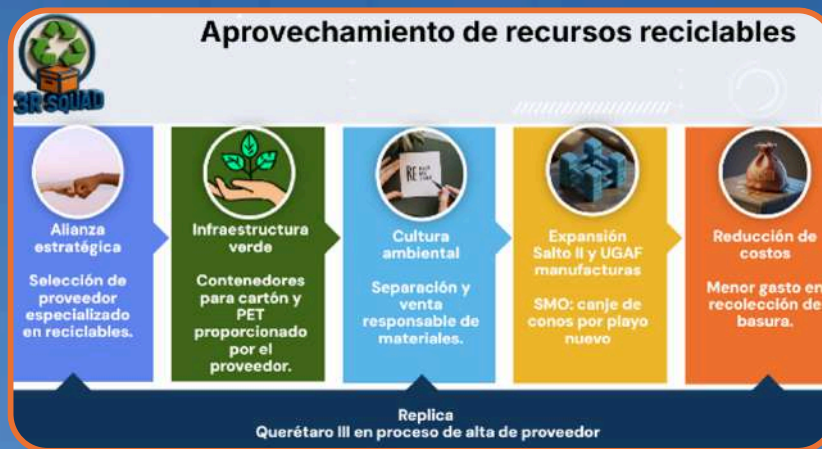 Aprovechamiento de recursos reciclables
3R SQUAD
Alianza
estratégica
Selección de
proveedor
especializado
en reciclables.
Infraestructura
verde
Contenedores
para cartón y
PET
proporcionado
por el
proveedor.
Cultura
ambiental
Separación y
venta
responsable de
materiales.
Expansión
Salto II y UGAF
manufacturas
SMO: canje de
conos por playo
nuevo
Reducción de
costos
Menor gasto en
recolección de
basura.
Replica
Querétaro III en proceso de alta de proveedor